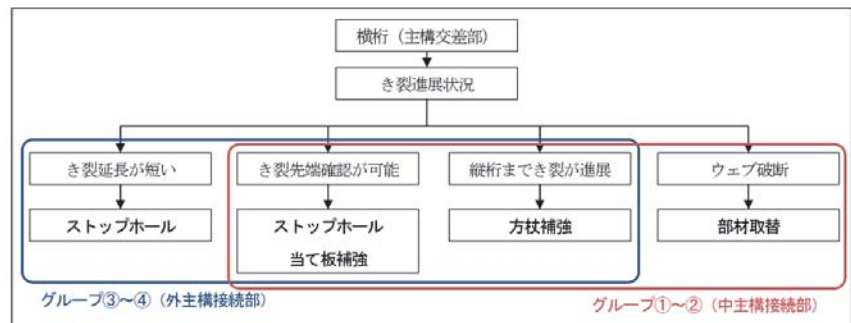 横桁（主構交差部）
き裂進展状況
き裂延長が短い
き裂先端確認が可能
縦桁までき裂が進展
ウェブ破断
ストップホール
ストップホール
当て板補強
方杖補強
部材取替
グループ③～④（外主構接続部）
グループ①～②（中主構接続部）